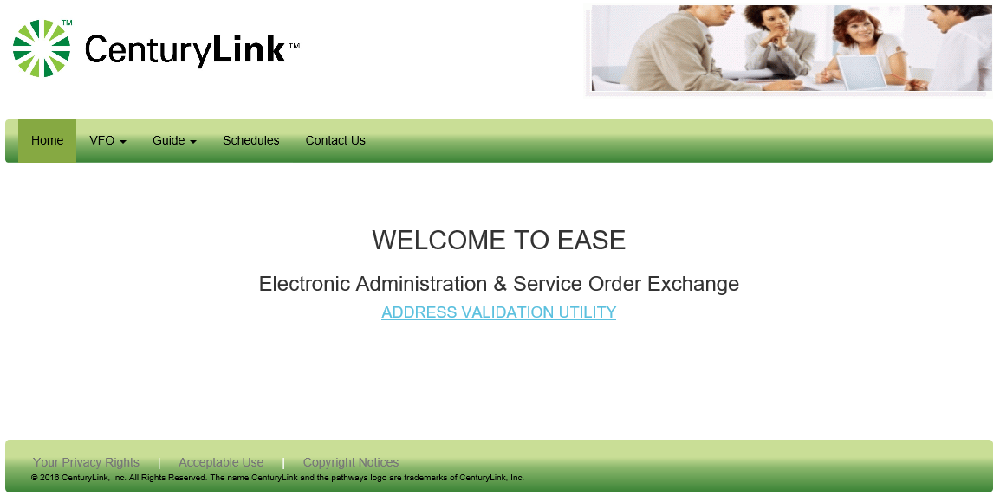 CenturyLink™
Home VFO Guide Schedules Contact Us
WELCOME TO EASE
Electronic Administration & Service Order Exchange
ADDRESS VALIDATION UTILITY
Your Privacy Rights | Acceptable Use | Copyright Notices
© 2016 CenturyLink, Inc. All Rights Reserved. The name CenturyLink and the pathways logo are trademarks of CenturyLink, Inc.